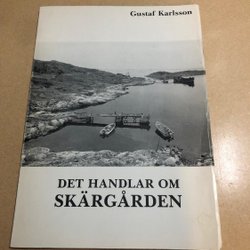 Gustaf Karlsson
DET HANDLAR OM
SKÄRGÅRDEN